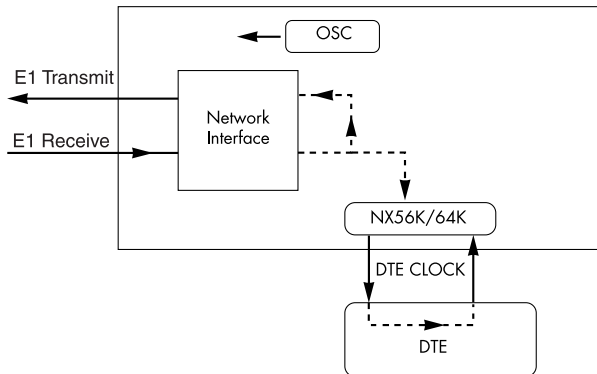 OSC
E1 Transmit
Network
Interface
E1 Receive
NX56K/64K
DTE CLOCK
DTE